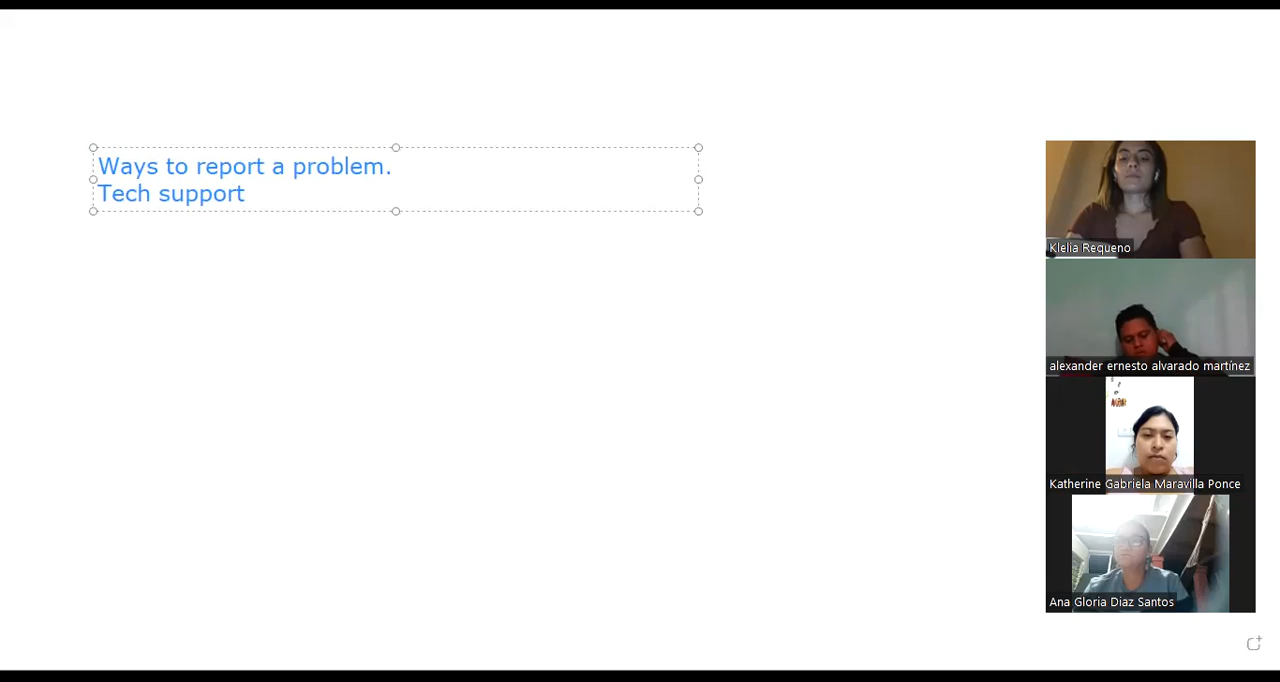 Ways to report a problem.
Tech support
Klelia Requeno
alexander ernesto alvarado martínez
Katherine Gabriela Maravilla Ponce
Ana Gloria Diaz Santos